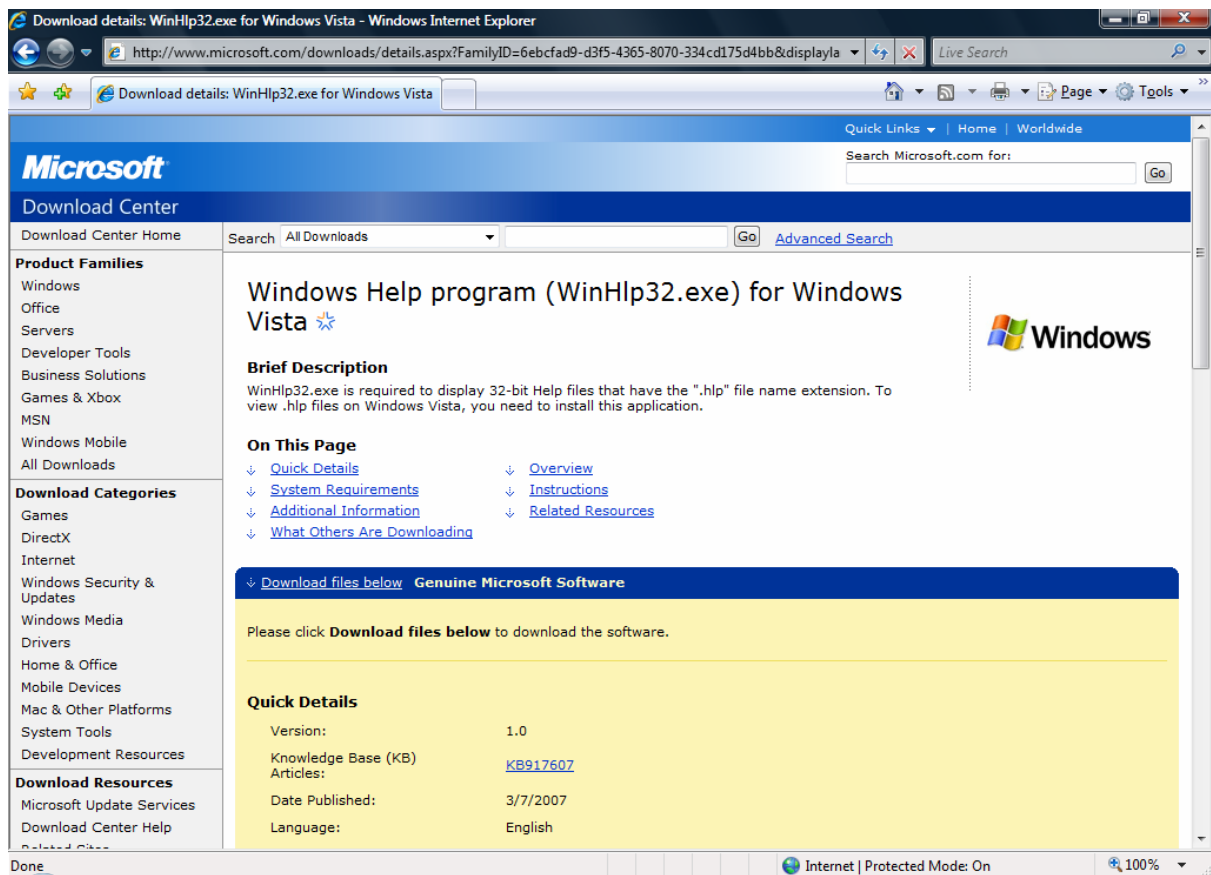 Download details: WinHlp32.exe for Windows Vista - Windows Internet Explorer
http://www.microsoft.com/downloads/details.aspx?FamilyID=6ebcfad9-d3f5-4365-8070-334cd175d4bb&displayla
Live Search
Download details: WinHlp32.exe for Windows Vista
Page
Tools
Quick Links | Home | Worldwide
Microsoft
Search Microsoft.com for:
Go
Download Center
Download Center Home
Search All Downloads Go Advanced Search
Product Families
Windows
Office
Servers
Developer Tools
Business Solutions
Games & Xbox
MSN
Windows Mobile
All Downloads
Download Categories
Games
DirectX
Internet
Windows Security &
Updates
Windows Media
Drivers
Home & Office
Mobile Devices
Mac & Other Platforms
System Tools
Development Resources
Download Resources
Microsoft Update Services
Download Center Help
Windows Help program (WinHlp32.exe) for Windows
Vista
Windows
Brief Description
WinHlp32.exe is required to display 32-bit Help files that have the ".hlp" file name extension. To
view .hlp files on Windows Vista, you need to install this application.
On This Page
Quick Details
Overview
System Requirements
Instructions
Additional Information
Related Resources
What Others Are Downloading
Download files below Genuine Microsoft Software
Please click Download files below to download the software.
Quick Details
Version: 1.0
Knowledge Base (KB)
Articles: KB917607
Date Published: 3/7/2007
Language: English
Done
Internet | Protected Mode: On
100%